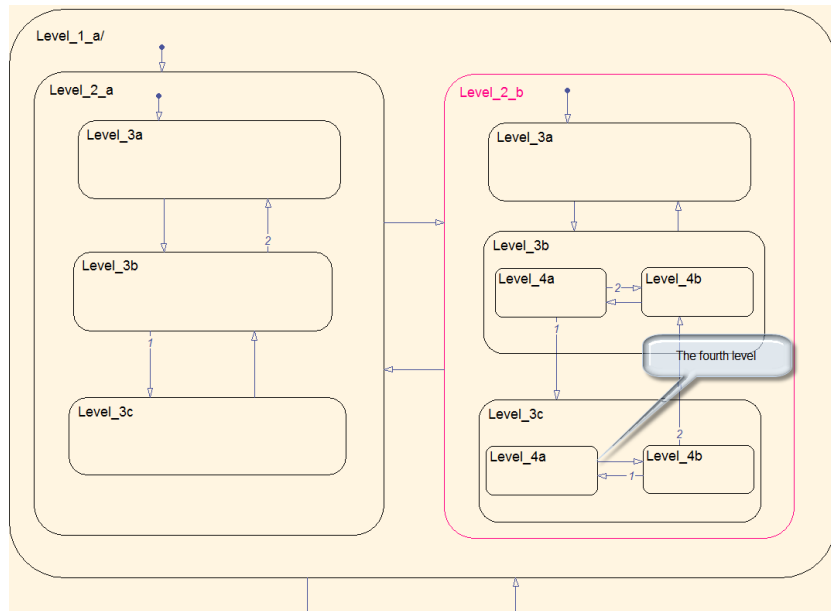 Level_1_a/
Level_2_a
Level_3a
2
Level_3b
1
Level_3c
Level_2_b
Level_3a
Level_3b
Level_4a
2
Level_4b
1
The fourth level
Level_3c
2
Level_4a
1
Level_4b